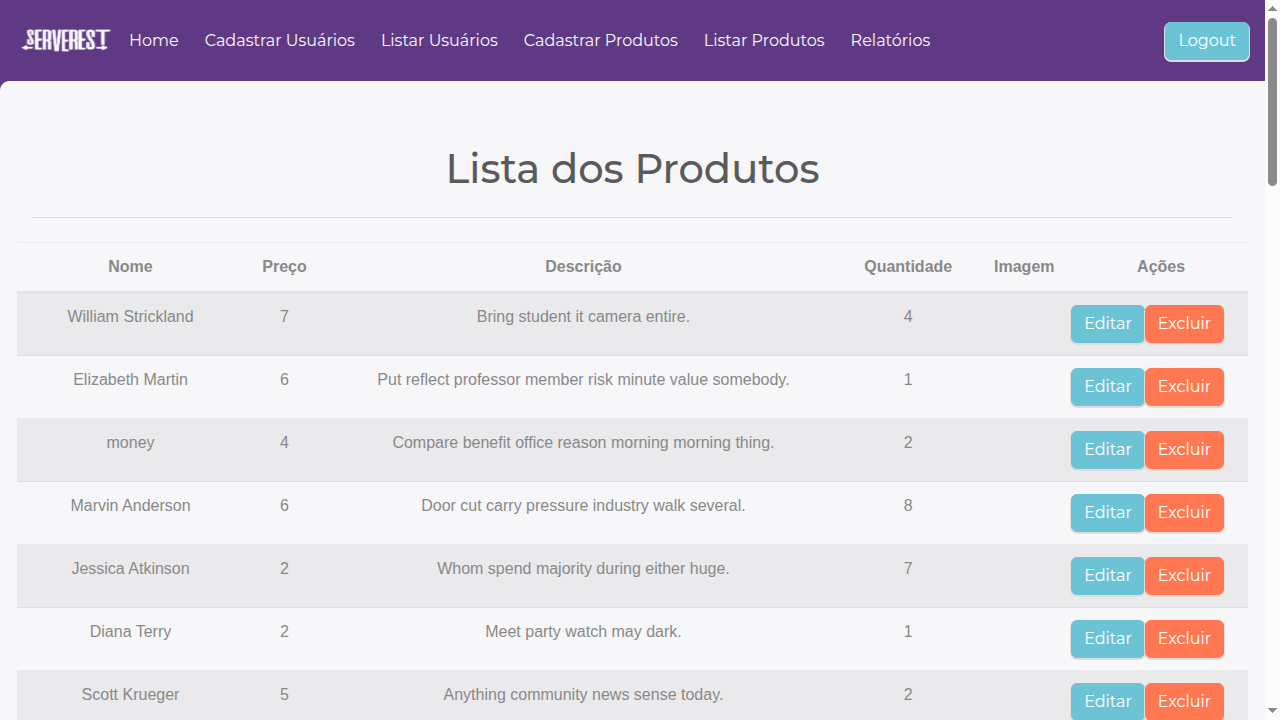 SERVEREST Home Cadastrar Usuários Listar Usuários Cadastrar Produtos Listar Produtos Relatórios Logout
Lista dos Produtos
Nome Preço Descrição Quantidade Imagem Ações
William Strickland 7 Bring student it camera entire. 4 Editar Excluir
Elizabeth Martin 6 Put reflect professor member risk minute value somebody. 1 Editar Excluir
money 4 Compare benefit office reason morning morning thing. 2 Editar Excluir
Marvin Anderson 6 Door cut carry pressure industry walk several. 8 Editar Excluir
Jessica Atkinson 2 Whom spend majority during either huge. 7 Editar Excluir
Diana Terry 2 Meet party watch may dark. 1 Editar Excluir
Scott Krueger 5 Anything community news sense today. 2 Editar Excluir